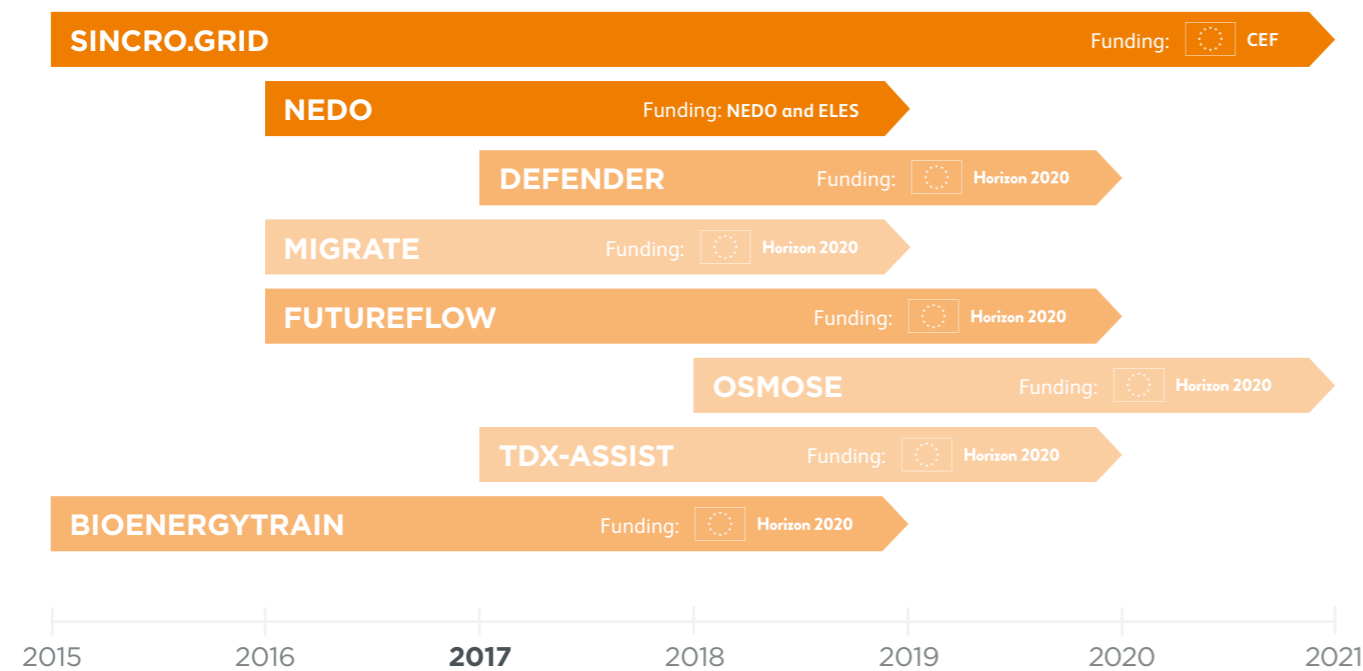 SINCRO.GRID Funding: CEF
NEDO Funding: NEDO and ELES
DEFENDER Funding: Horizon 2020
MIGRATE Funding: Horizon 2020
FUTUREFLOW Funding: Horizon 2020
OSMOSE Funding: Horizon 2020
TDX-ASSIST Funding: Horizon 2020
BIOENERGYTRAIN Funding: Horizon 2020
2015 2016 2017 2018 2019 2020 2021